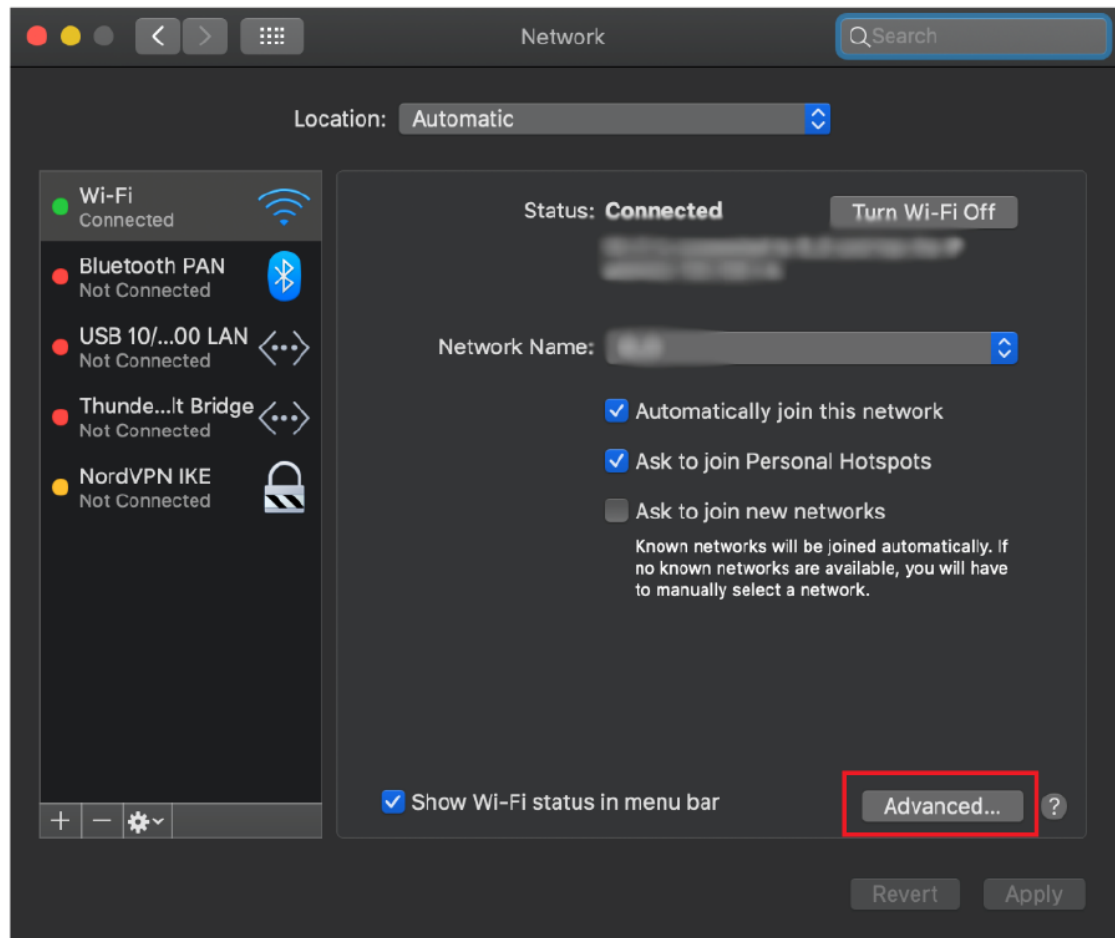 Network
Search
Location: Automatic
Wi-Fi
Connected
Bluetooth PAN
Not Connected
USB 10/...00 LAN
Not Connected
Thunde...lt Bridge
Not Connected
NordVPN IKE
Not Connected
Status: Connected
Turn Wi-Fi Off
Network Name:
Automatically join this network
Ask to join Personal Hotspots
Ask to join new networks
Known networks will be joined automatically. If
no known networks are available, you will have
to manually select a network.
Show Wi-Fi status in menu bar
Advanced...
?
Revert
Apply